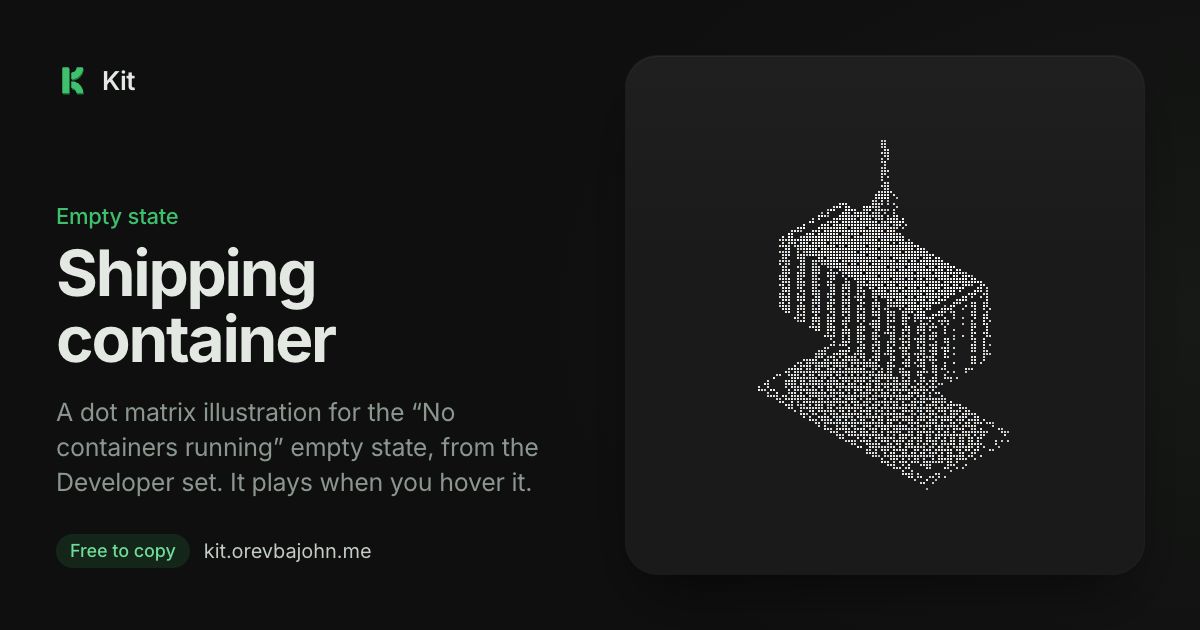 Kit
Empty state
Shipping
container
A dot matrix illustration for the “No
containers running” empty state, from the
Developer set. It plays when you hover it.
Free to copy
kit.orevbajohn.me